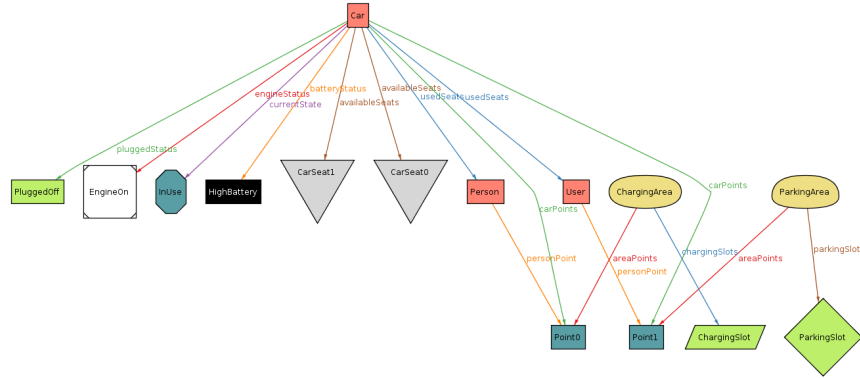 Car
batteryStatus
availableSeats
engineStatus
usedSeats
usedSeats
currentState
availableSeats
pluggedStatus
CarSeat1
CarSeat0
carPoints
PluggedOff
EngineOn
InUse
HighBattery
Person
User
ChargingArea
ParkingArea
carPoints
parkingSlot
chargingSlots
personPoint
areaPoints
areaPoints
personPoint
Point0
Point1
ChargingSlot
ParkingSlot